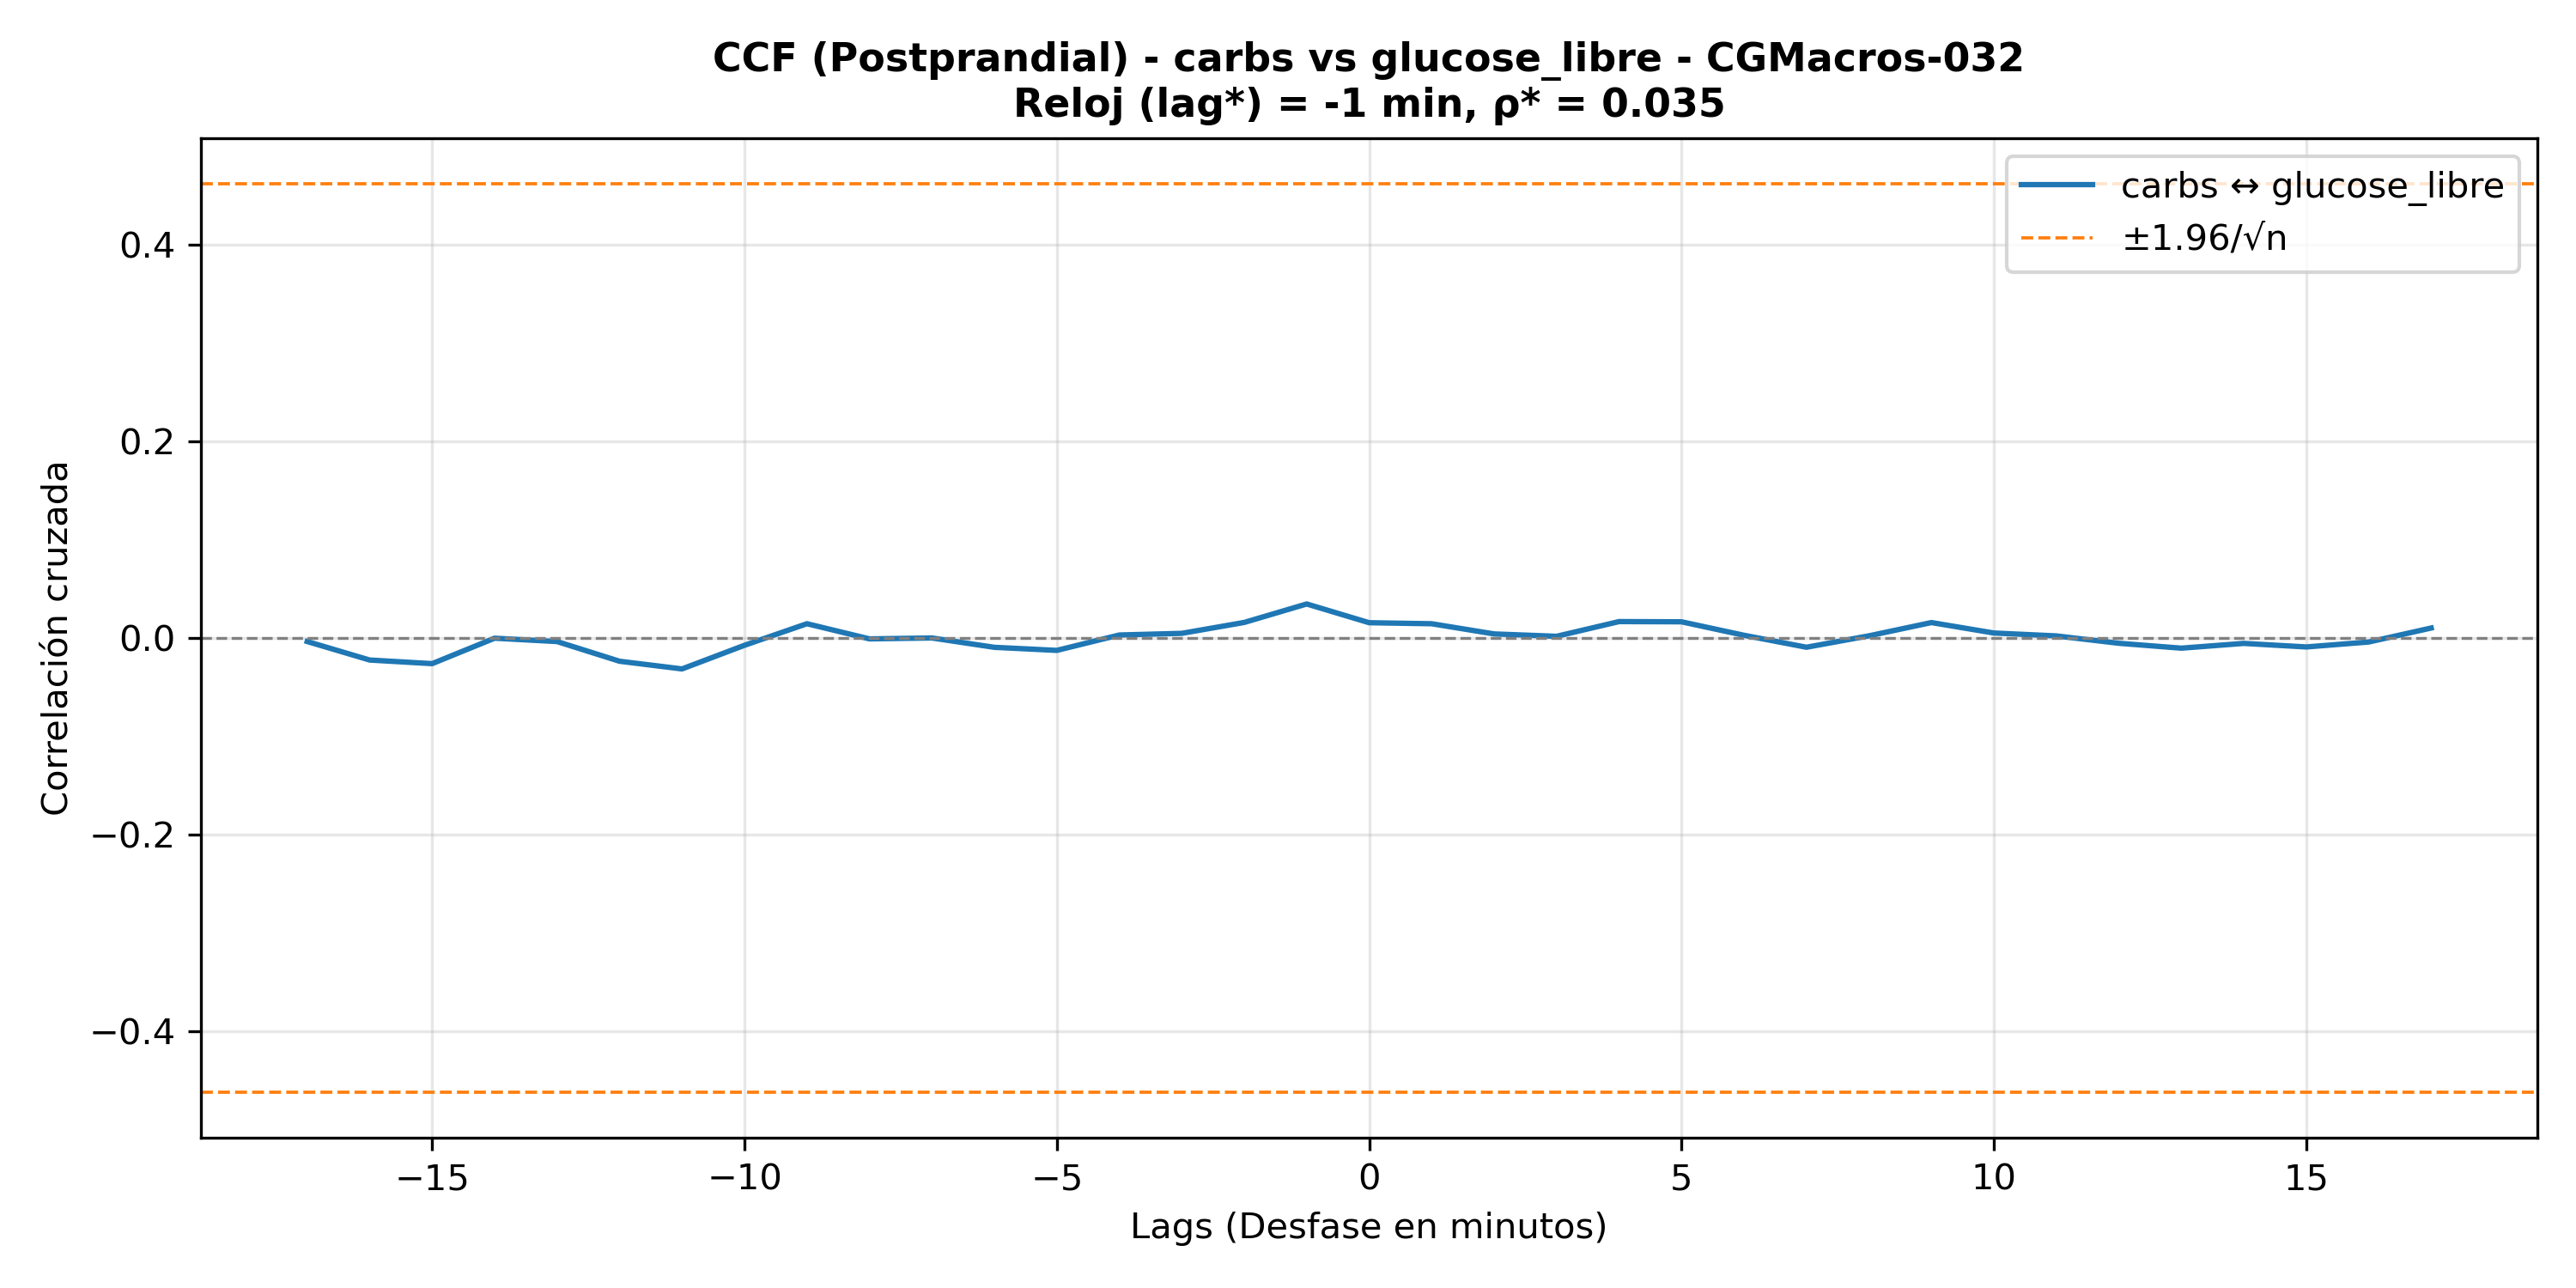 CCF (Postprandial) - carbs vs glucose_libre - CGMacros-032
Reloj (lag*) = -1 min, ρ* = 0.035
carbs ↔ glucose_libre
±1.96/√n
Correlación cruzada
0.4
0.2
0.0
−0.2
−0.4
−15
−10
−5
0
5
10
15
Lags (Desfase en minutos)